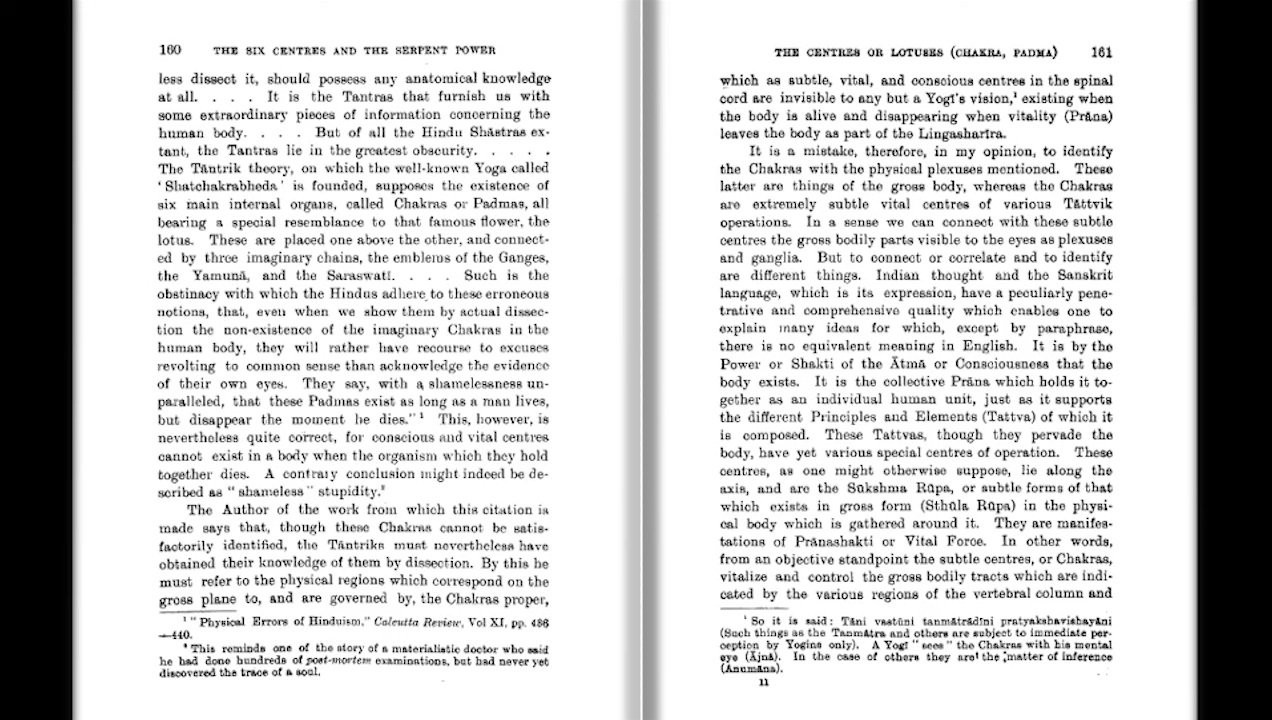 160 THE SIX CENTRES AND THE SERPENT POWER
less dissect it, should possess any anatomical knowledge
at all. . . . It is the Tantras that furnish us with
some extraordinary pieces of information concerning the
human body. . . . But of all the Hindu Shāstras ex-
tant, the Tantras lie in the greatest obscurity. . . . .
The Tāntrik theory, on which the well-known Yoga called
‘Shatchakrabheda’ is founded, supposes the existence of
six main internal organs, called Chakras or Padmas, all
bearing a special resemblance to that famous flower, the
lotus. These are placed one above the other, and connect-
ed by three imaginary chains, the emblems of the Ganges,
the Yamunā, and the Saraswatī. . . . Such is the
obstinacy with which the Hindus adhere to these erroneous
notions, that, even when we show them by actual dissec-
tion the non-existence of the imaginary Chakras in the
human body, they will rather have recourse to excuses
revolting to common sense than acknowledge the evidence
of their own eyes. They say, with a shamelessness un-
paralleled, that these Padmas exist as long as a man lives,
but disappear the moment he dies.” ¹ This, however, is
nevertheless quite correct, for conscious and vital centres
cannot exist in a body when the organism which they hold
together dies. A contrary conclusion might indeed be de-
scribed as “ shameless ” stupidity.²
The Author of the work from which this citation is
made says that, though these Chakras cannot be satis-
factorily identified, the Tāntriks must nevertheless have
obtained their knowledge of them by dissection. By this he
must refer to the physical regions which correspond on the
gross plane to, and are governed by, the Chakras proper,
¹ “ Physical Errors of Hinduism,” Calcutta Review, Vol XI, pp. 436
—440.
² This reminds one of the story of a materialistic doctor who said
he had done hundreds of post-mortem examinations, but had never yet
discovered the trace of a soul.
THE CENTRES OR LOTUSES (CHAKRA, PADMA) 161
which as subtle, vital, and conscious centres in the spinal
cord are invisible to any but a Yogī's vision,¹ existing when
the body is alive and disappearing when vitality (Prāna)
leaves the body as part of the Lingasharīra.
It is a mistake, therefore, in my opinion, to identify
the Chakras with the physical plexuses mentioned. These
latter are things of the gross body, whereas the Chakras
are extremely subtle vital centres of various Tāttvik
operations. In a sense we can connect with these subtle
centres the gross bodily parts visible to the eyes as plexuses
and ganglia. But to connect or correlate and to identify
are different things. Indian thought and the Sanskrit
language, which is its expression, have a peculiarly pene-
trative and comprehensive quality which enables one to
explain many ideas for which, except by paraphrase,
there is no equivalent meaning in English. It is by the
Power or Shakti of the Ātmā or Consciousness that the
body exists. It is the collective Prāna which holds it to-
gether as an individual human unit, just as it supports
the different Principles and Elements (Tattva) of which it
is composed. These Tattvas, though they pervade the
body, have yet various special centres of operation. These
centres, as one might otherwise suppose, lie along the
axis, and are the Sūkshma Rūpa, or subtle forms of that
which exists in gross form (Sthūla Rūpa) in the physi-
cal body which is gathered around it. They are manifes-
tations of Prānashakti or Vital Force. In other words,
from an objective standpoint the subtle centres, or Chakras,
vitalize and control the gross bodily tracts which are indi-
cated by the various regions of the vertebral column and
¹ So it is said: Tāni vastūni tanmātrādīni pratyakshavishayāni
(Such things as the Tanmātra and others are subject to immediate per-
ception by Yogins only). A Yogī “ sees ” the Chakras with his mental
eye (Ājnā). In the case of others they are the matter of inference
(Anumāna).
11